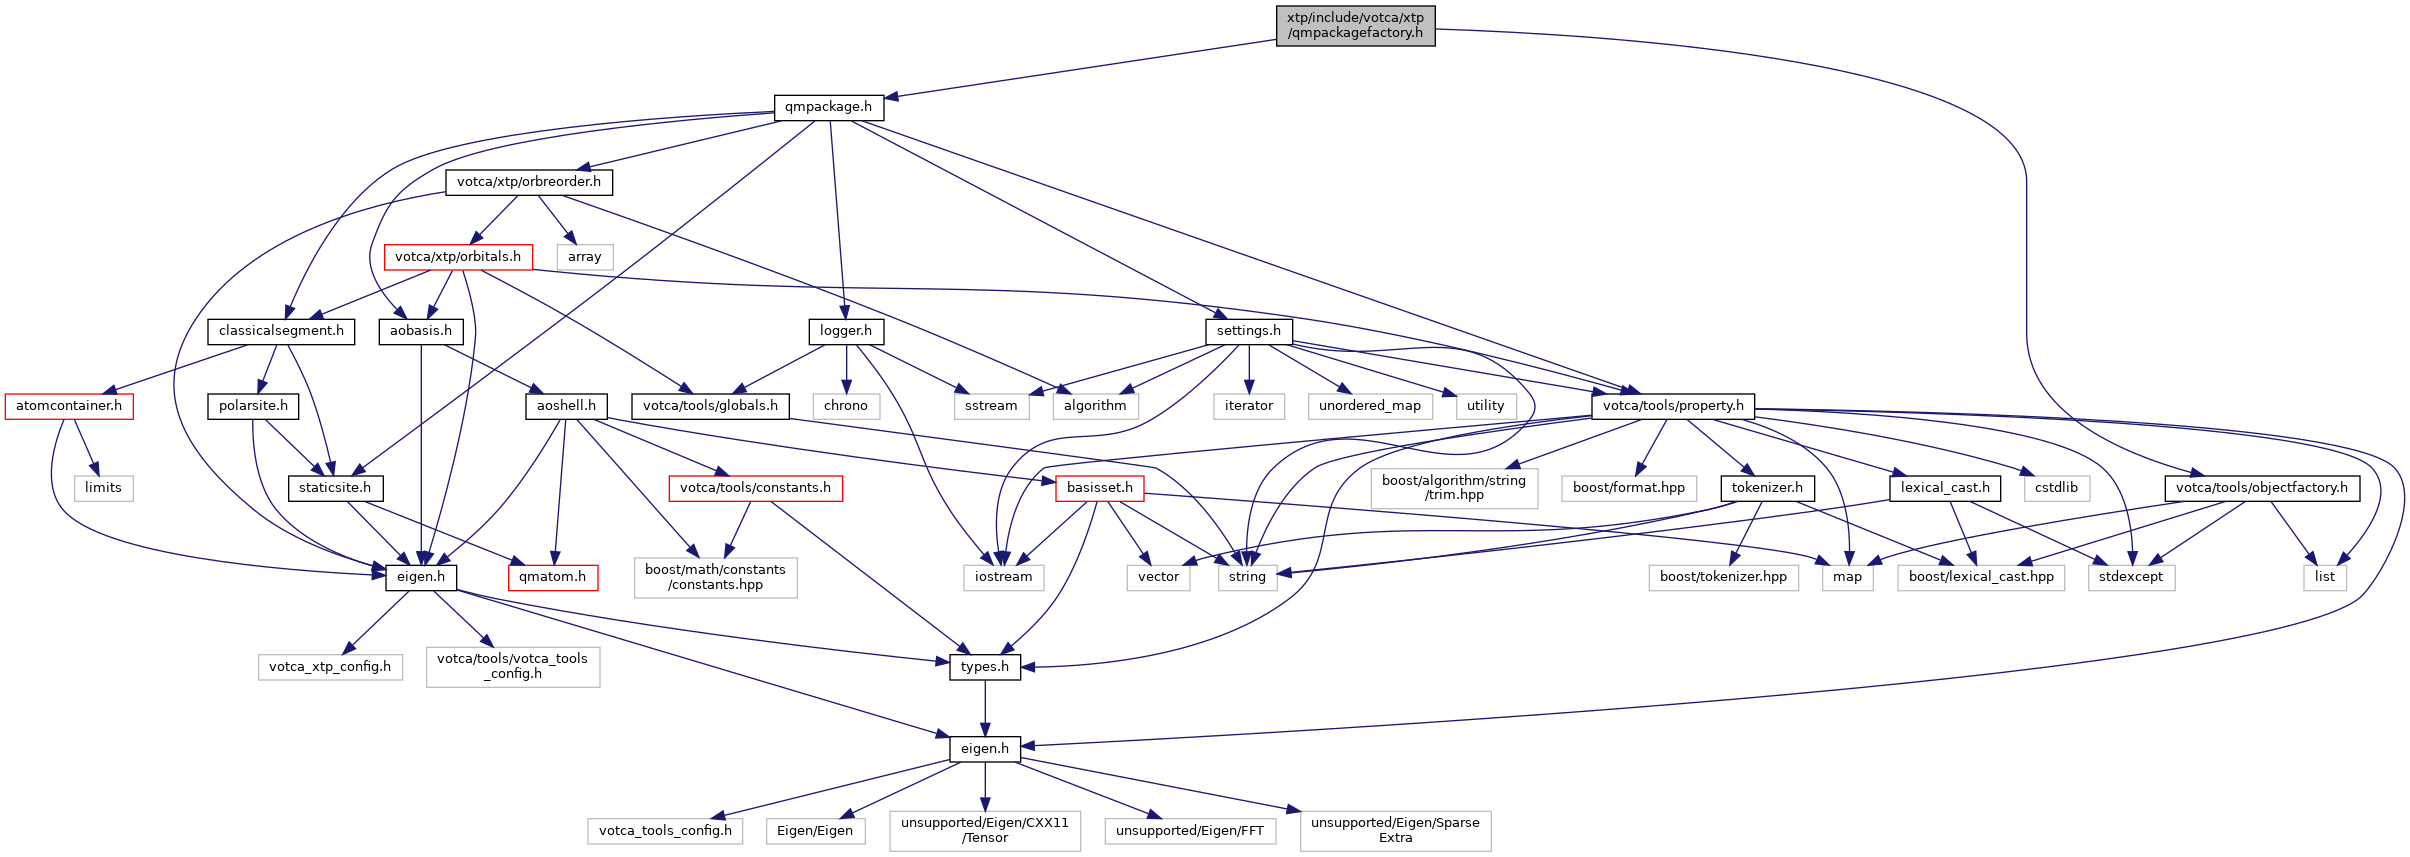 xtp/include/votca/xtp
/qmpackagefactory.h
qmpackage.h
votca/xtp/orbreorder.h
votca/xtp/orbitals.h
array
classicalsegment.h
aobasis.h
logger.h
settings.h
atomcontainer.h
polarsite.h
aoshell.h
votca/tools/globals.h
chrono
sstream
algorithm
iterator
unordered_map
utility
votca/tools/property.h
limits
staticsite.h
votca/tools/constants.h
basisset.h
boost/algorithm/string
/trim.hpp
boost/format.hpp
tokenizer.h
lexical_cast.h
cstdlib
votca/tools/objectfactory.h
eigen.h
qmatom.h
boost/math/constants
/constants.hpp
iostream
vector
string
boost/tokenizer.hpp
map
boost/lexical_cast.hpp
stdexcept
list
votca_xtp_config.h
votca/tools/votca_tools
_config.h
types.h
eigen.h
votca_tools_config.h
Eigen/Eigen
unsupported/Eigen/CXX11
/Tensor
unsupported/Eigen/FFT
unsupported/Eigen/Sparse
Extra